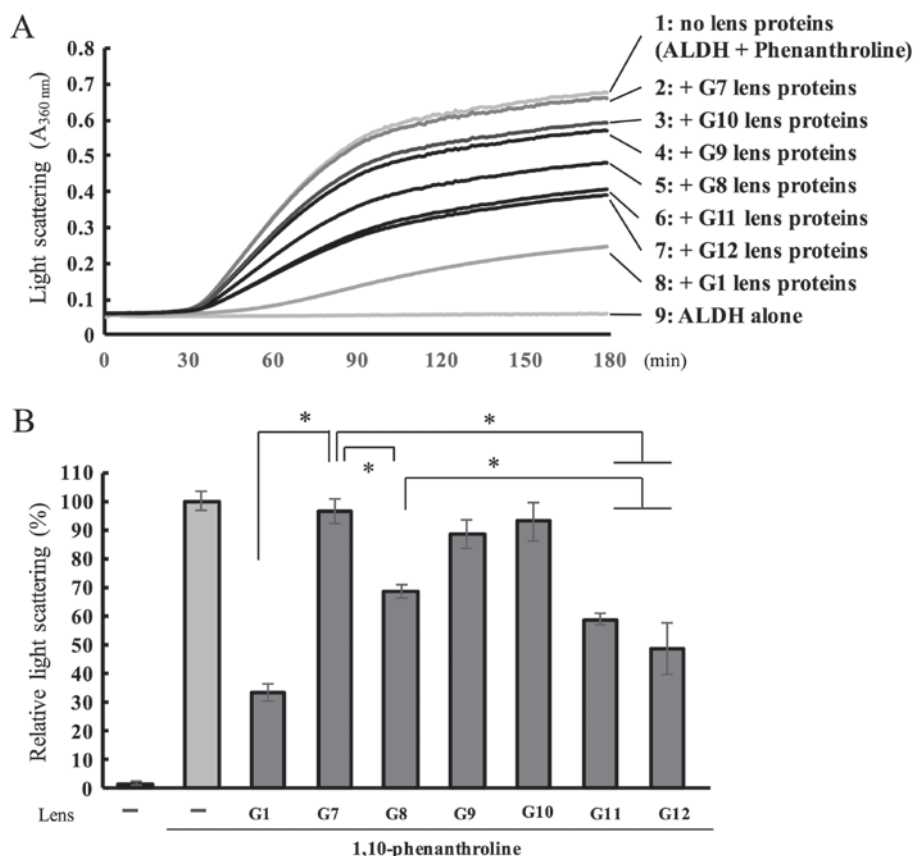 A
Light scattering (A360 nm)
0.8
0.7
0.6
0.5
0.4
0.3
0.2
0.1
0
0 30 60 90 120 150 180 (min)
1: no lens proteins
(ALDH + Phenanthroline)
2: + G7 lens proteins
3: + G10 lens proteins
4: + G9 lens proteins
5: + G8 lens proteins
6: + G11 lens proteins
7: + G12 lens proteins
8: + G1 lens proteins
9: ALDH alone
B
Relative light scattering (%)
* *
* *
110
100
90
80
70
60
50
40
30
20
10
0
Lens – – G1 G7 G8 G9 G10 G11 G12
1,10-phenanthroline